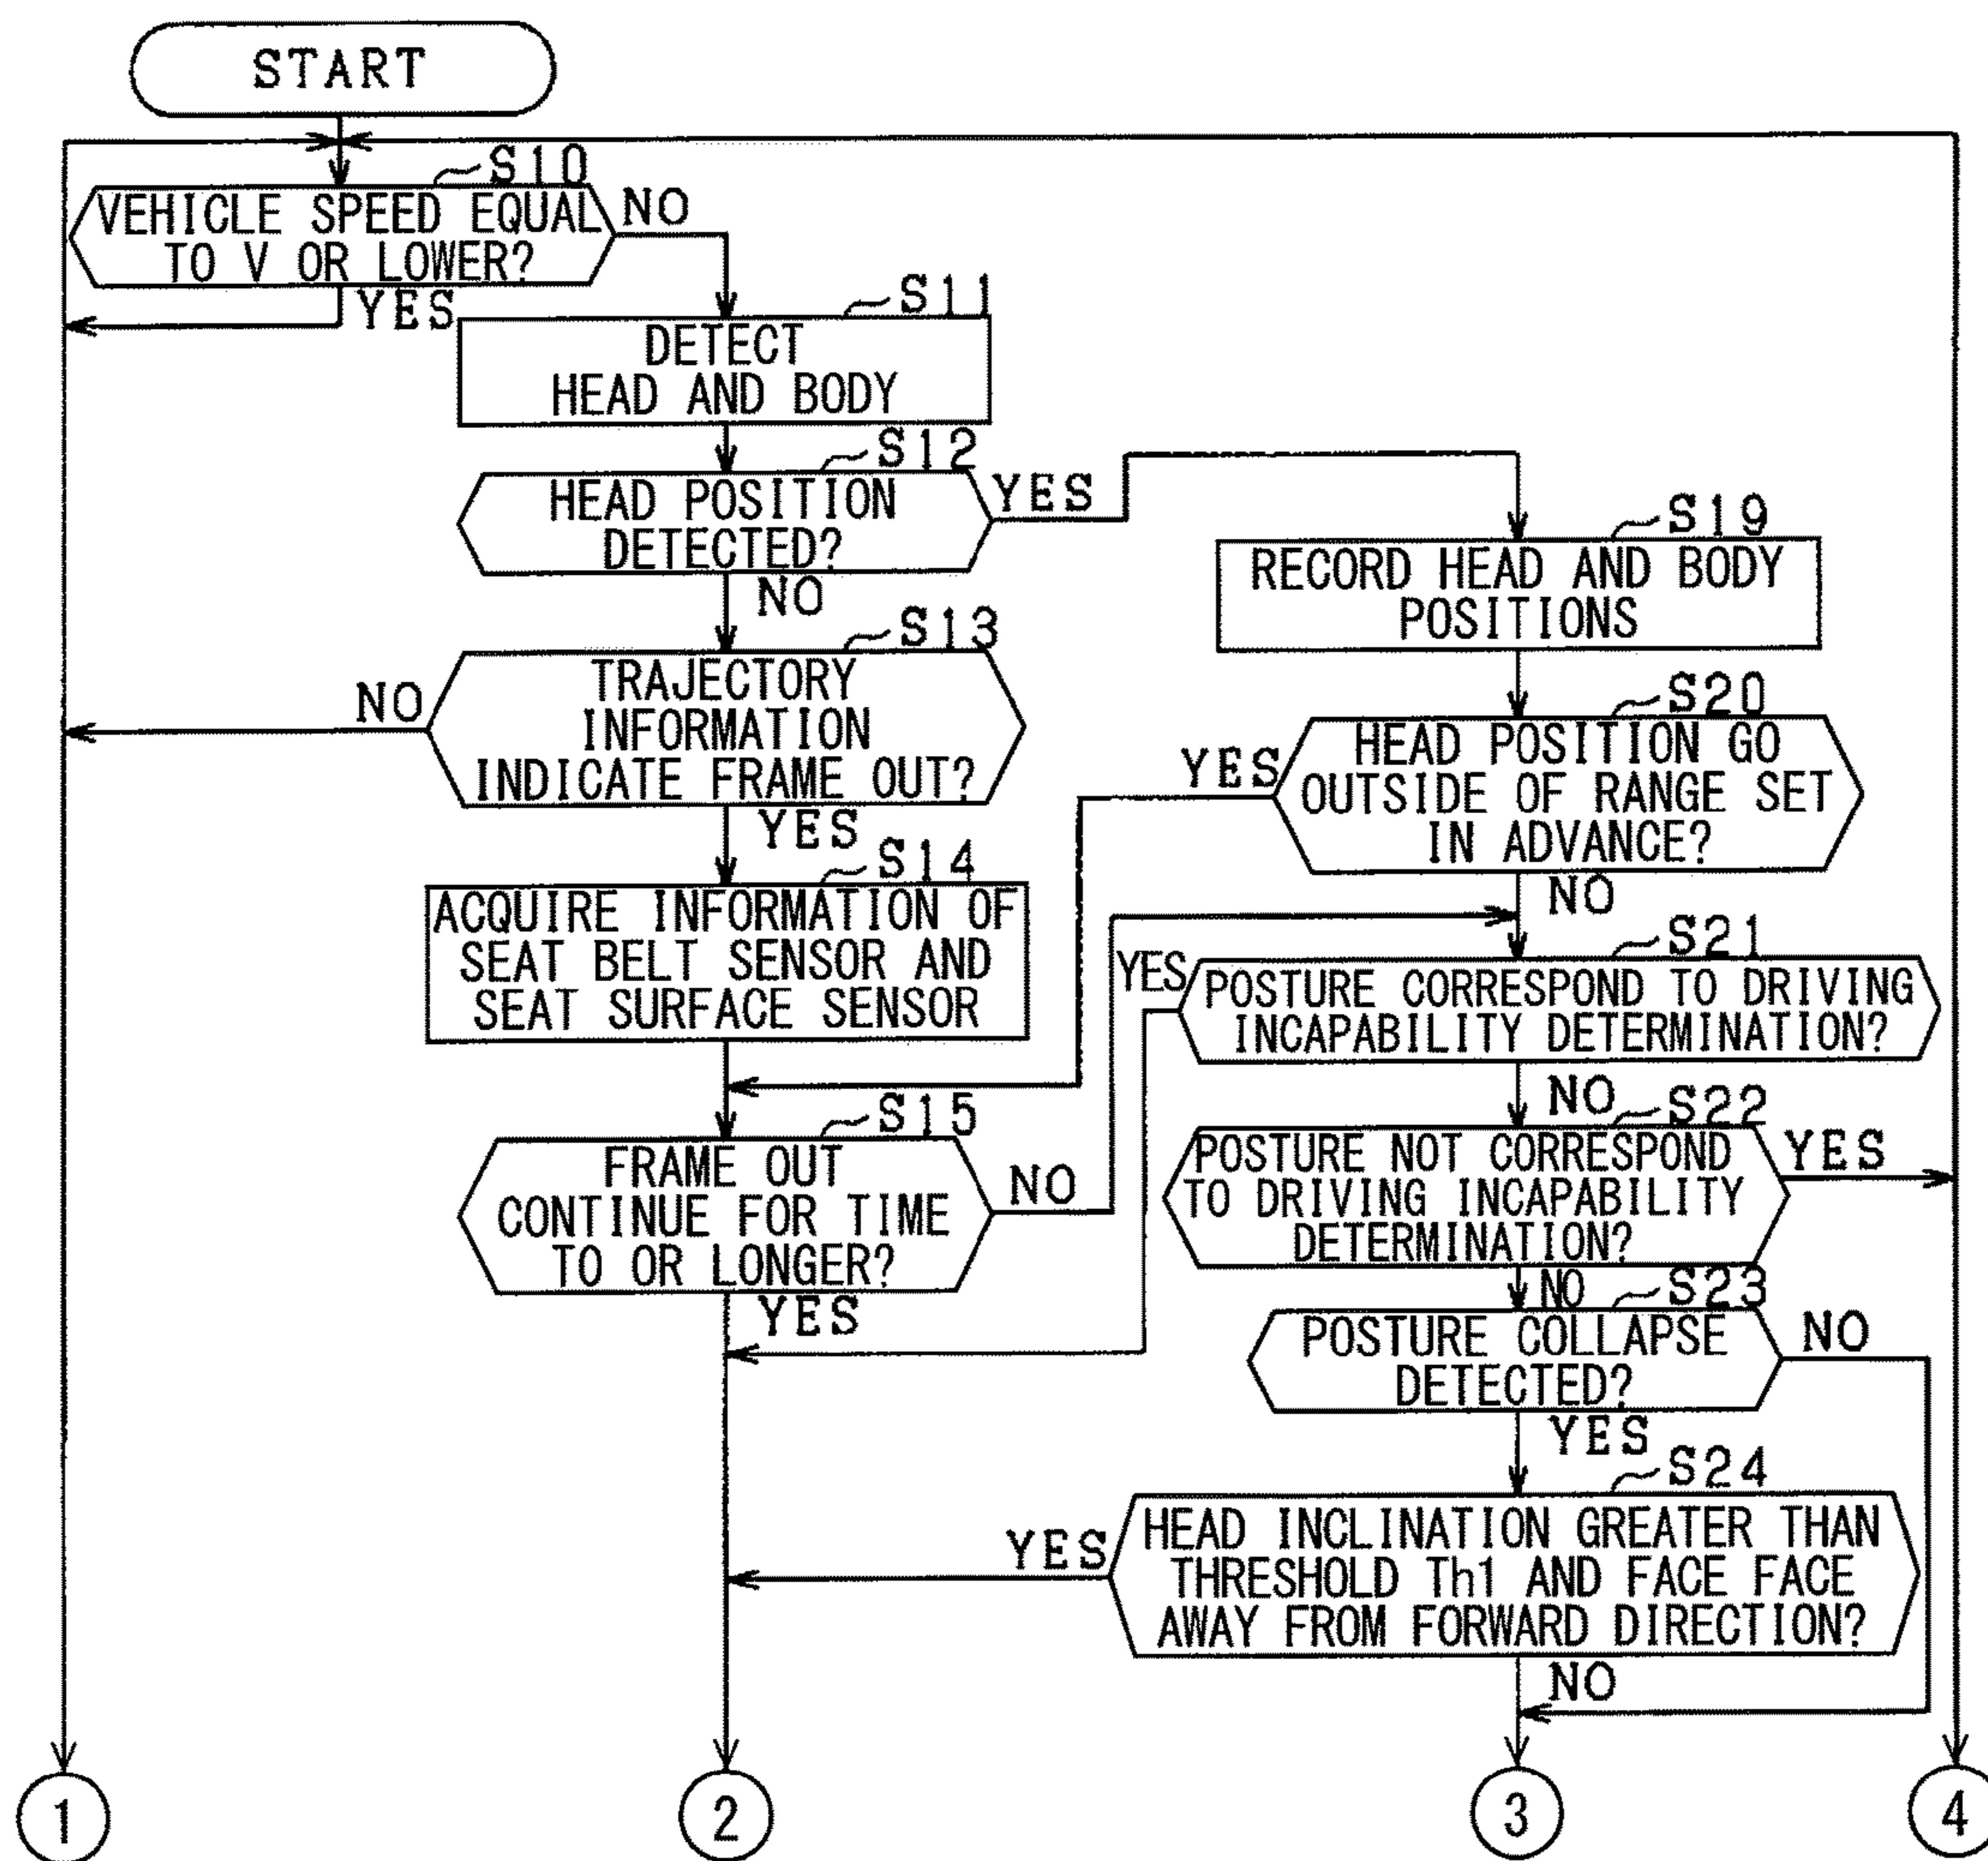 START
S10
VEHICLE SPEED EQUAL
TO V OR LOWER?
NO
YES
S11
DETECT
HEAD AND BODY
S12
HEAD POSITION
DETECTED?
YES
NO
S13
TRAJECTORY
INFORMATION
INDICATE FRAME OUT?
NO
YES
S14
ACQUIRE INFORMATION OF
SEAT BELT SENSOR AND
SEAT SURFACE SENSOR
S15
FRAME OUT
CONTINUE FOR TIME
TO OR LONGER?
NO
YES
S19
RECORD HEAD AND BODY
POSITIONS
S20
HEAD POSITION GO
OUTSIDE OF RANGE SET
IN ADVANCE?
YES
NO
S21
POSTURE CORRESPOND TO DRIVING
INCAPABILITY DETERMINATION?
YES
NO
S22
POSTURE NOT CORRESPOND
TO DRIVING INCAPABILITY
DETERMINATION?
YES
NO
S23
POSTURE COLLAPSE
DETECTED?
NO
YES
S24
HEAD INCLINATION GREATER THAN
THRESHOLD Th1 AND FACE FACE
AWAY FROM FORWARD DIRECTION?
YES
NO
1
2
3
4